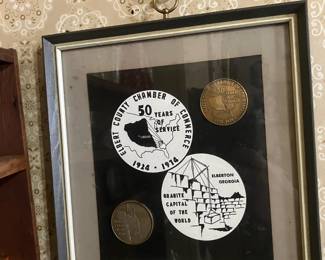 ELBERT COUNTY CHAMBER OF COMMERCE
50
YEARS
OF
SERVICE
1924 - 1974
ELBERTON
GEORGIA
GRANITE
CAPITAL
OF THE
WORLD